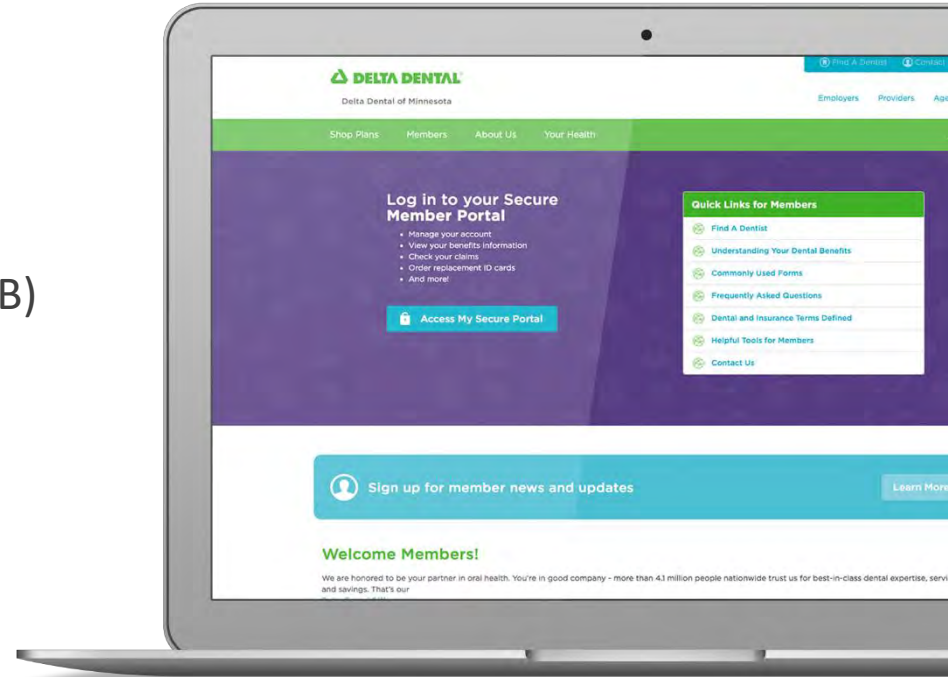 B)
Find A Dentist
Contact
DELTA DENTAL
Delta Dental of Minnesota
Employers Providers Age
Shop Plans Members About Us Your Health
Log in to your Secure
Member Portal
• Manage your account
• View your benefits information
• Check your claims
• Order replacement ID cards
• And more!
Access My Secure Portal
Quick Links for Members
Find A Dentist
Understanding Your Dental Benefits
Commonly Used Forms
Frequently Asked Questions
Dental and Insurance Terms Defined
Helpful Tools for Members
Contact Us
Sign up for member news and updates
Learn More
Welcome Members!
We are honored to be your partner in oral health. You're in good company - more than 4.1 million people nationwide trust us for best-in-class dental expertise, servi
and savings. That's our